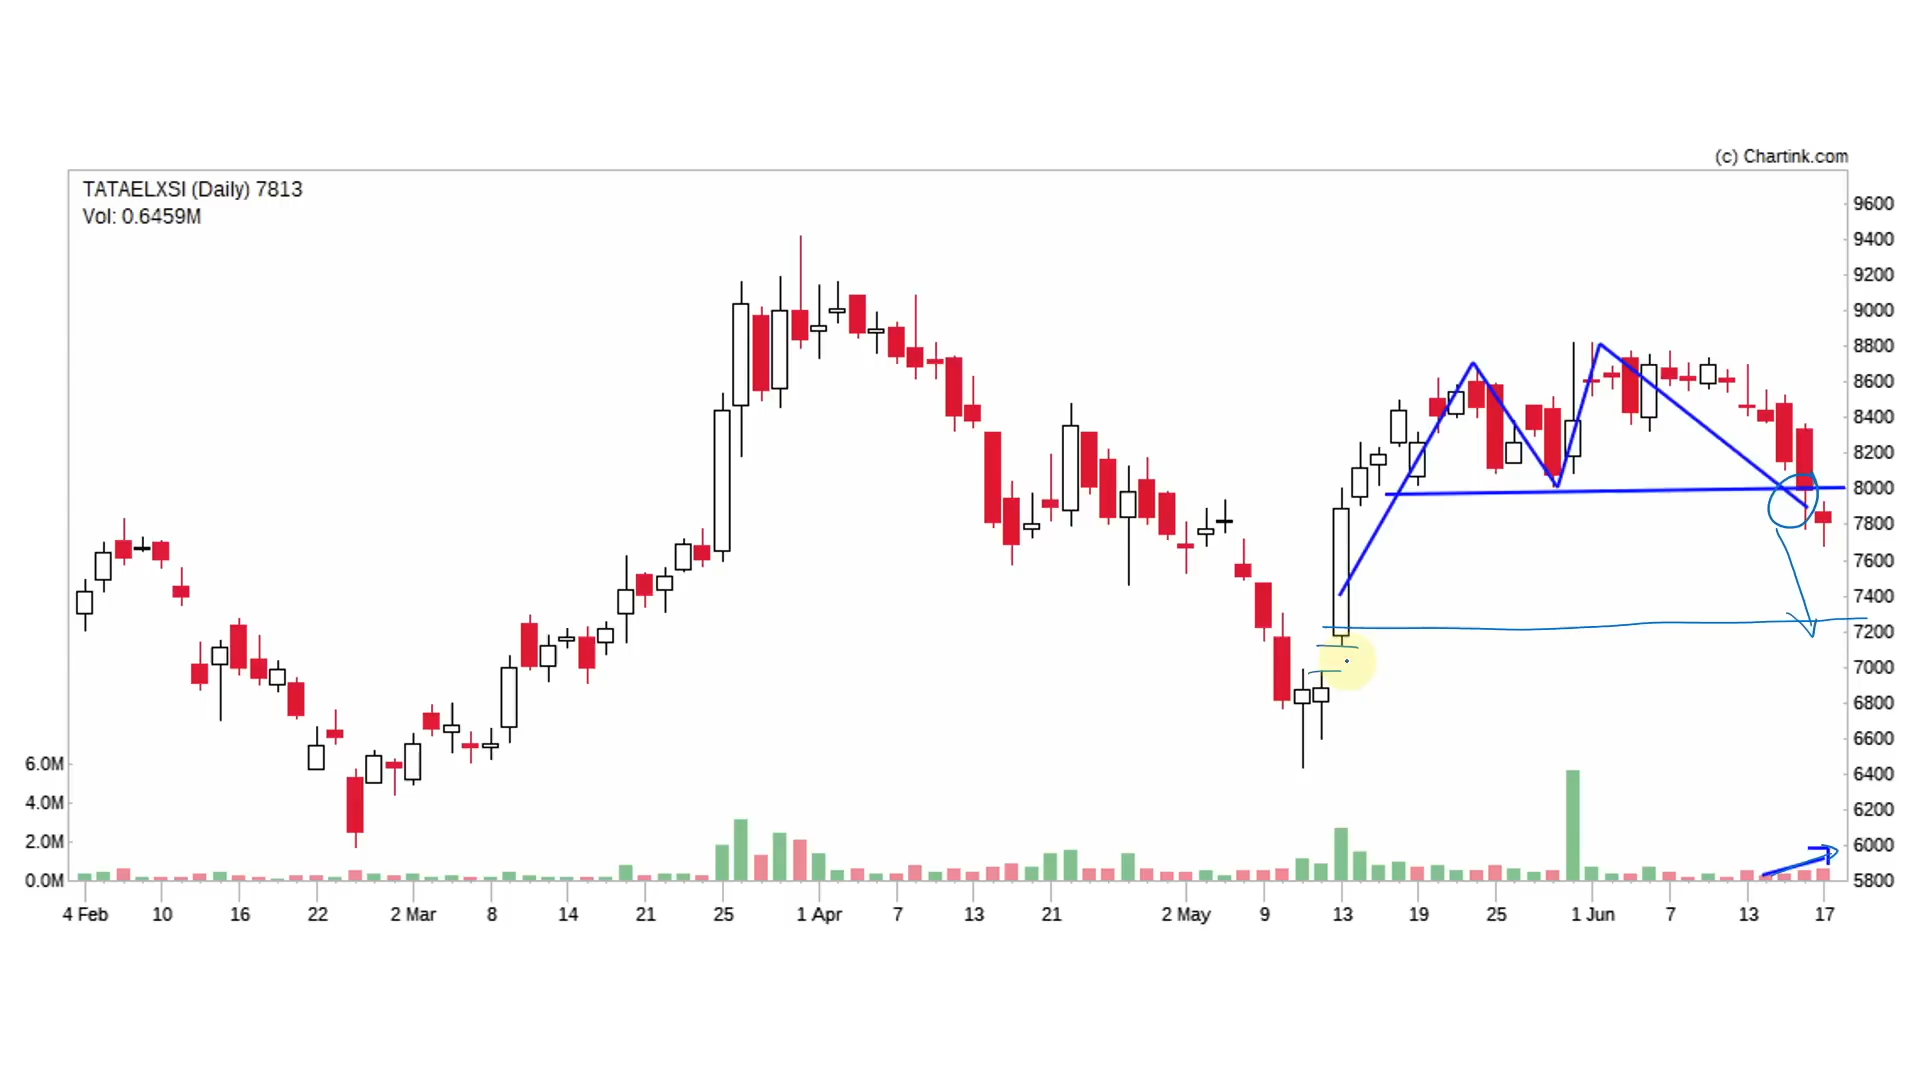 (c) Chartink.com
TATAELXSI (Daily) 7813
Vol: 0.6459M
9600
9400
9200
9000
8800
8600
8400
8200
8000
7800
7600
7400
7200
7000
6800
6600
6400
6200
6000
5800
6.0M
4.0M
2.0M
0.0M
4 Feb 10 16 22 2 Mar 8 14 21 25 1 Apr 7 13 21 2 May 9 13 19 25 1 Jun 7 13 17